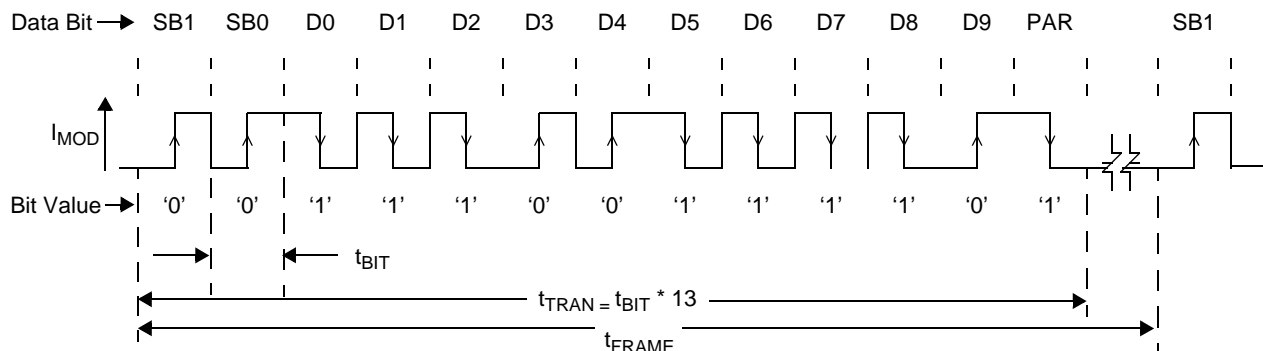 Data Bit SB1 SB0 D0 D1 D2 D3 D4 D5 D6 D7 D8 D9 PAR SB1
IMOD
Bit Value ‘0’ ‘0’ ‘1’ ‘1’ ‘1’ ‘0’ ‘0’ ‘1’ ‘1’ ‘1’ ‘1’ ‘0’ ‘1’
tBIT
tTRAN = tBIT * 13
tFRAME